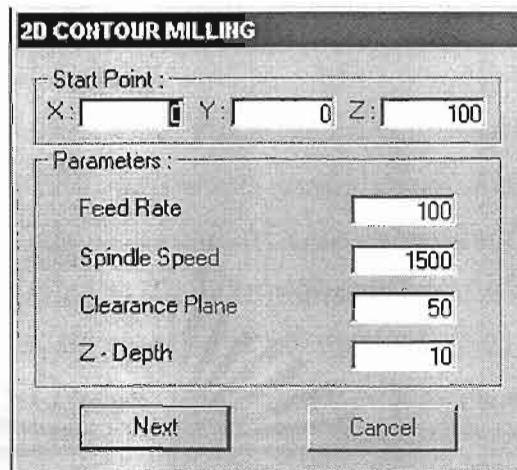 2D CONTOUR MILLING
Start Point :
X: 0 Y: 0 Z: 100
Parameters :
Feed Rate 100
Spindle Speed 1500
Clearance Plane 50
Z - Depth 10
Next Cancel